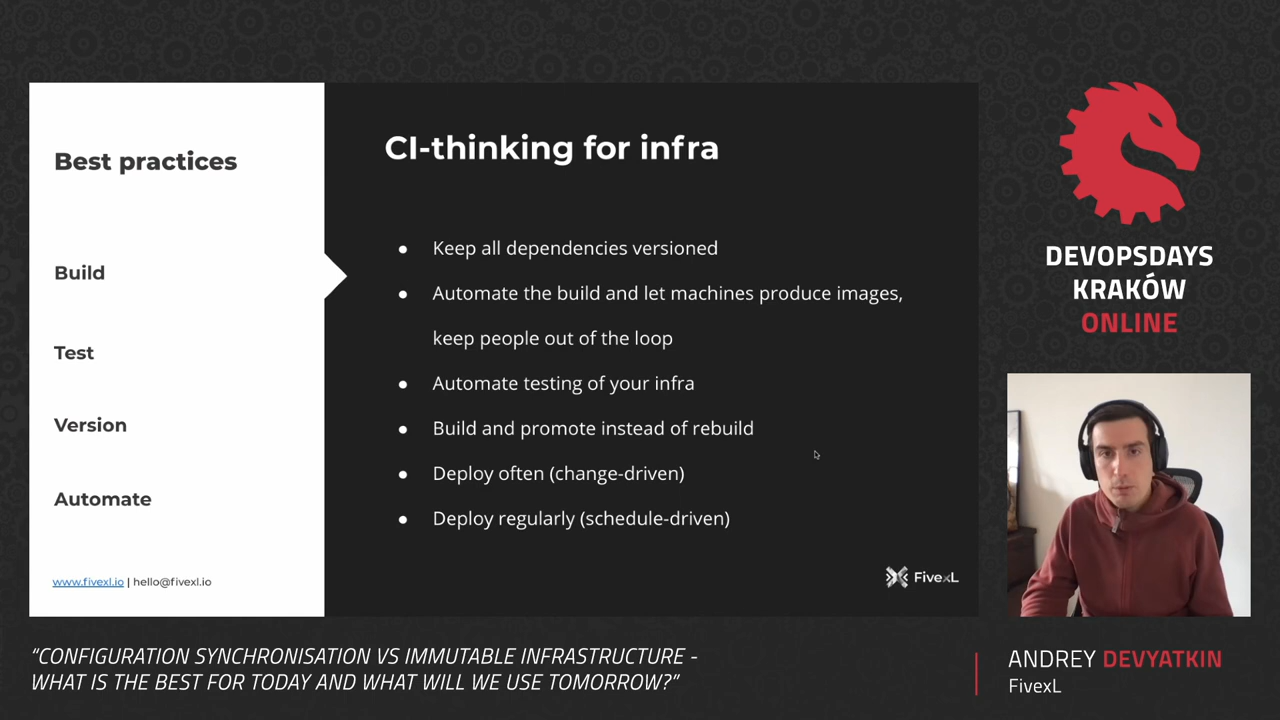 Best practices
Build
Test
Version
Automate
www.fivexl.io | hello@fivexl.io
CI-thinking for infra
● Keep all dependencies versioned
● Automate the build and let machines produce images,
keep people out of the loop
● Automate testing of your infra
● Build and promote instead of rebuild
● Deploy often (change-driven)
● Deploy regularly (schedule-driven)
FivexL
DEVOPSDAYS
KRAKÓW
ONLINE
“CONFIGURATION SYNCHRONISATION VS IMMUTABLE INFRASTRUCTURE -
WHAT IS THE BEST FOR TODAY AND WHAT WILL WE USE TOMORROW?”
ANDREY DEVYATKIN
FivexL